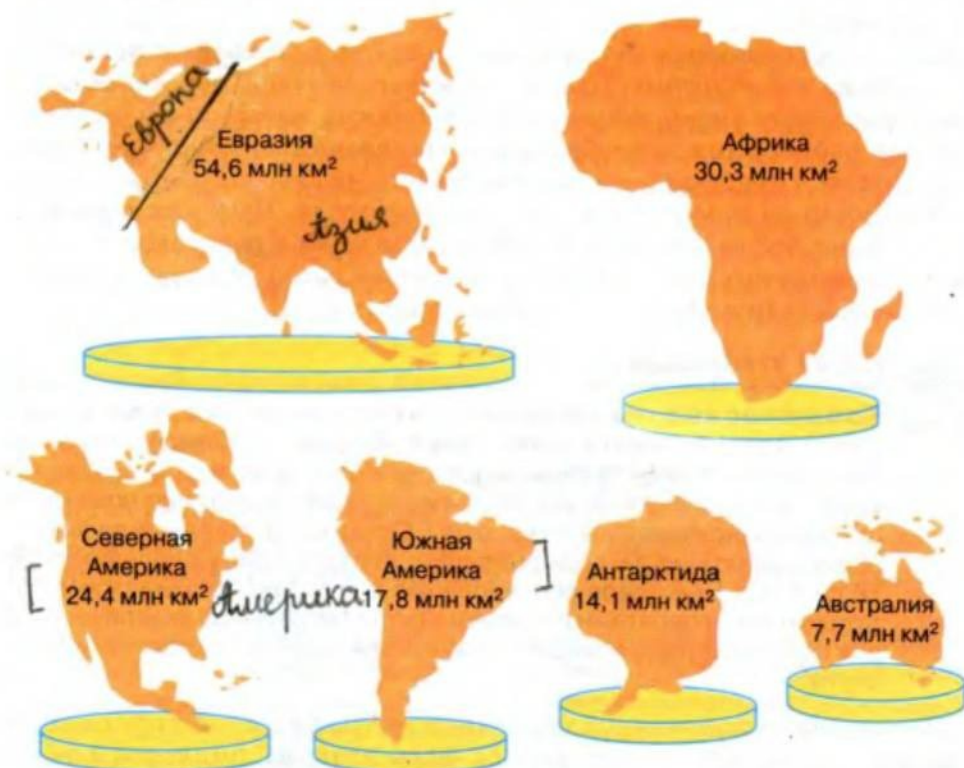 Европа
Евразия
54,6 млн км²
Азия
Африка
30,3 млн км²
Северная
Америка
24,4 млн км²
Америка
Южная
Америка
17,8 млн км²
Антарктида
14,1 млн км²
Австралия
7,7 млн км²